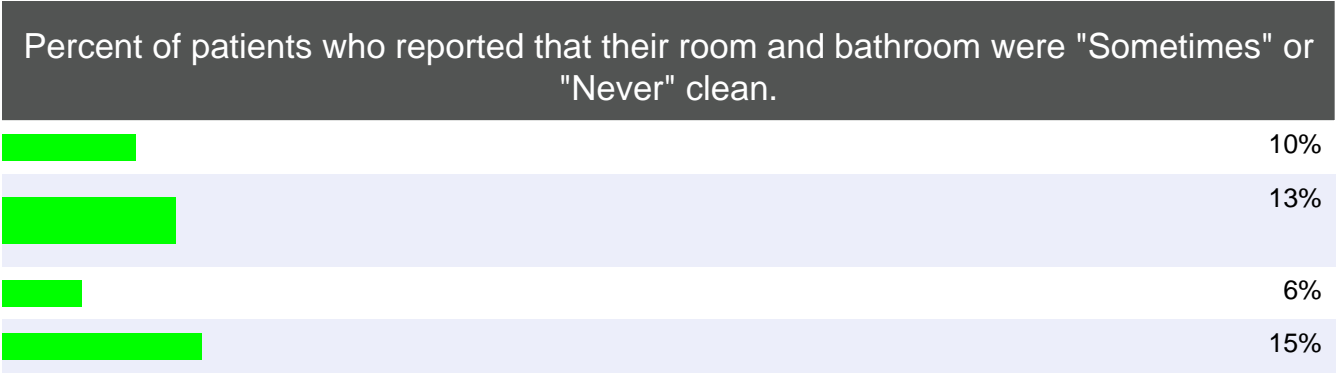 Percent of patients who reported that their room and bathroom were "Sometimes" or
"Never" clean.
10%
13%
6%
15%